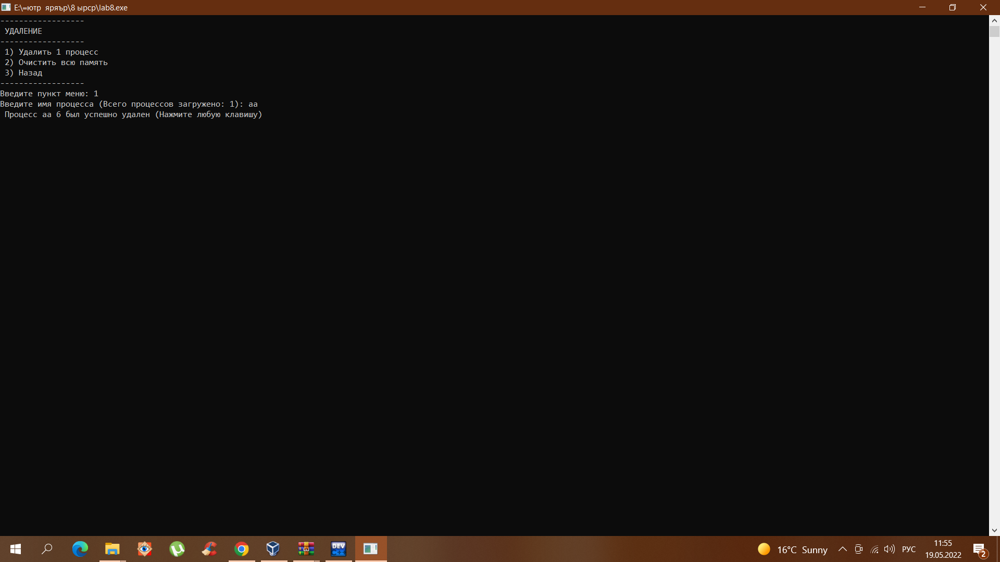 E:\=ютр  яряър\8 ырср\lab8.exe
------------------
УДАЛЕНИЕ
------------------
1) Удалить 1 процесс
2) Очистить всю память
3) Назад
------------------
Введите пункт меню: 1
Введите имя процесса (Всего процессов загружено: 1): aa
Процесс aa 6 был успешно удален (Нажмите любую клавишу)
DEV C++
16°C Sunny
РУС
11:55
19.05.2022
2